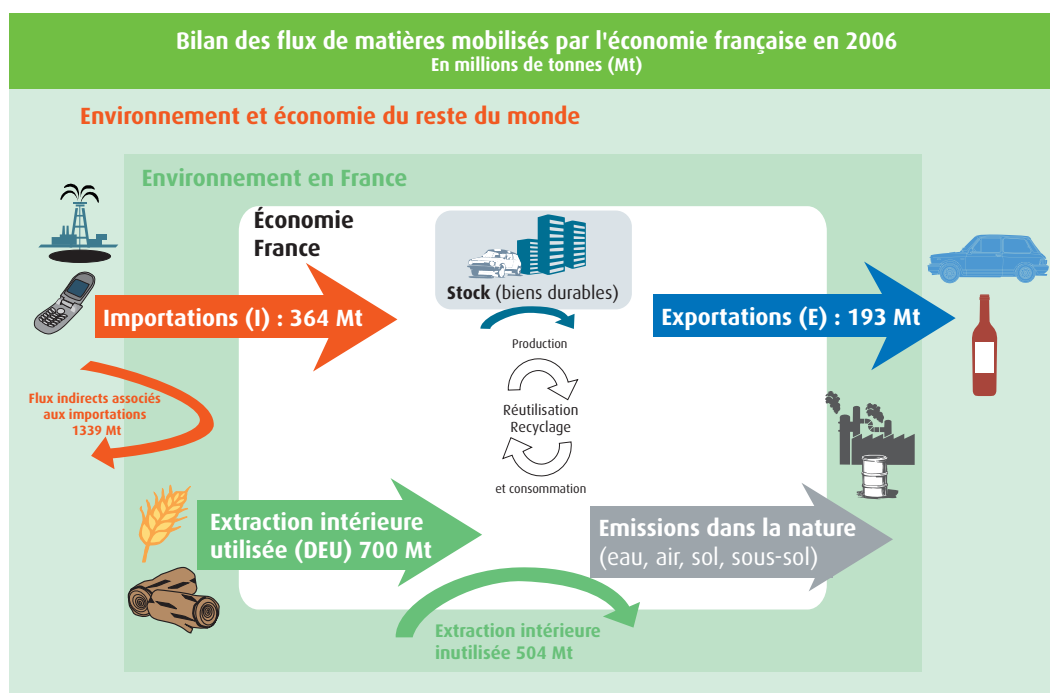 Bilan des flux de matières mobilisés par l'économie française en 2006
En millions de tonnes (Mt)
Environnement et économie du reste du monde
Environnement en France
Économie
France
Stock (biens durables)
Importations (I) : 364 Mt
Exportations (E) : 193 Mt
Production
Réutilisation
Recyclage
et consommation
Flux indirects associés
aux importations
1339 Mt
Extraction intérieure
utilisée (DEU) 700 Mt
Emissions dans la nature
(eau, air, sol, sous-sol)
Extraction intérieure
inutilisée 504 Mt